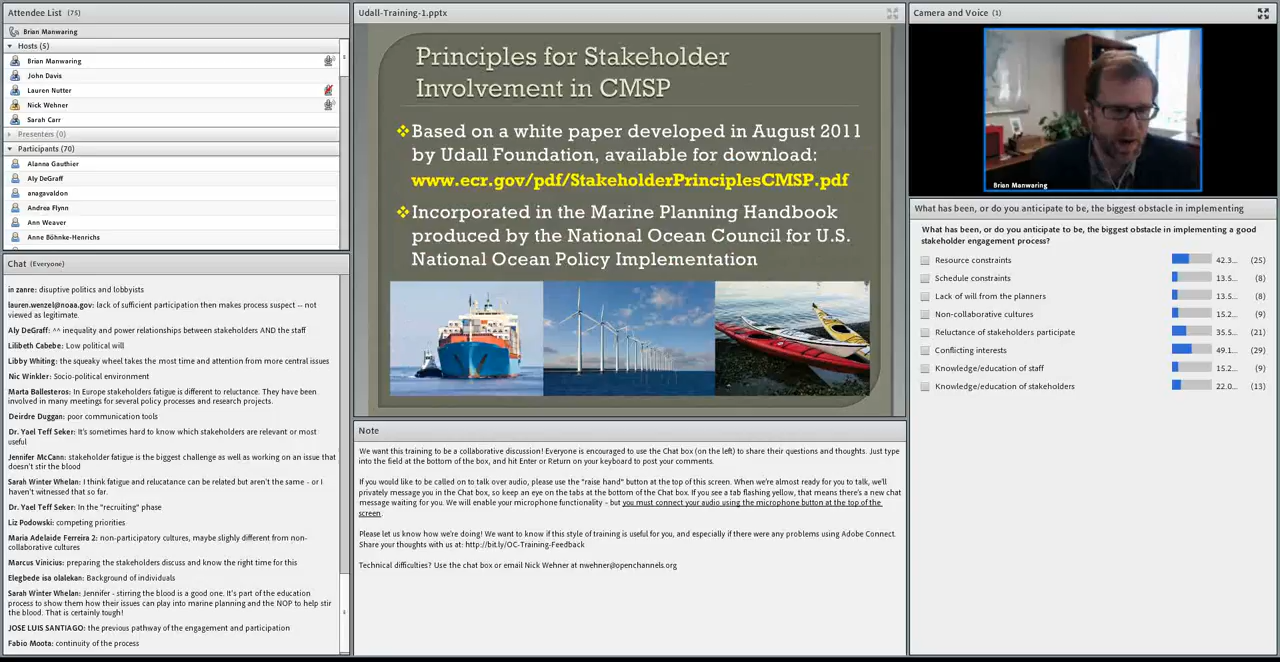 Attendee List (75)
Brian Manwaring
Hosts (5)
Brian Manwaring
John Davis
Lauren Nutter
Nick Wehner
Sarah Carr
Presenters (0)
Participants (70)
Alanna Gauthier
Aly DeGraff
anagavaldon
Andrea Flynn
Ann Weaver
Anne Böhnke-Henrichs
Chat (Everyone)
in zanre: disuptive politics and lobbyists
lauren.wenzel@noaa.gov: lack of sufficient participation then makes process suspect -- not
viewed as legitimate.
Aly DeGraff: ^^ inequality and power relationships between stakeholders AND the staff
Lilibeth Cabebe: Low political will
Libby Whiting: the squeaky wheel takes the most time and attention from more central issues
Nic Winkler: Socio-political environment
Marta Ballesteros: In Europe stakeholders fatigue is different to reluctance. They have been
involved in many meetings for several policy processes and research projects.
Deirdre Duggan: poor communication tools
Dr. Yael Teff Seker: It's sometimes hard to know which stakeholders are relevant or most
useful
Jennifer McCann: stakeholder fatigue is the biggest challenge as well as working on an issue that
doesn't stir the blood
Sarah Winter Whelan: I think fatigue and relucatance can be related but aren't the same - or I
haven't witnessed that so far.
Dr. Yael Teff Seker: In the "recruiting" phase
Liz Podowski: competing priorities
Maria Adelaide Ferreira 2: non-participatory cultures, maybe slighly different from non-
collaborative cultures
Marcus Vinicius: preparing the stakeholders discuss and know the right time for this
Elegbede isa olalekan: Background of individuals
Sarah Winter Whelan: Jennifer - stirring the blood is a good one. It's part of the education
process to show them how their issues can play into marine planning and the NOP to help stir
the blood. That is certainly tough!
JOSE LUIS SANTIAGO: the previous pathway of the engagement and participation
Fabio Moota: continuity of the process
Udall-Training-1.pptx
Principles for Stakeholder
Involvement in CMSP
Based on a white paper developed in August 2011
by Udall Foundation, available for download:
www.ecr.gov/pdf/StakeholderPrinciplesCMSP.pdf
Incorporated in the Marine Planning Handbook
produced by the National Ocean Council for U.S.
National Ocean Policy Implementation
Note
We want this training to be a collaborative discussion! Everyone is encouraged to use the Chat box (on the left) to share their questions and thoughts. Just type
into the field at the bottom of the box, and hit Enter or Return on your keyboard to post your comments.
If you would like to be called on to talk over audio, please use the "raise hand" button at the top of this screen. When we're almost ready for you to talk, we'll
privately message you in the Chat box, so keep an eye on the tabs at the bottom of the Chat box. If you see a tab flashing yellow, that means there's a new chat
message waiting for you. We will enable your microphone functionality - but you must connect your audio using the microphone button at the top of the
screen.
Please let us know how we're doing! We want to know if this style of training is useful for you, and especially if there were any problems using Adobe Connect.
Share your thoughts with us at: http://bit.ly/OC-Training-Feedback
Technical difficulties? Use the chat box or email Nick Wehner at nwehner@openchannels.org
Camera and Voice (1)
Brian Manwaring
What has been, or do you anticipate to be, the biggest obstacle in implementing
What has been, or do you anticipate to be, the biggest obstacle in implementing a good
stakeholder engagement process?
Resource constraints 42.3... (25)
Schedule constraints 13.5... (8)
Lack of will from the planners 13.5... (8)
Non-collaborative cultures 15.2... (9)
Reluctance of stakeholders participate 35.5... (21)
Conflicting interests 49.1... (29)
Knowledge/education of staff 15.2... (9)
Knowledge/education of stakeholders 22.0... (13)